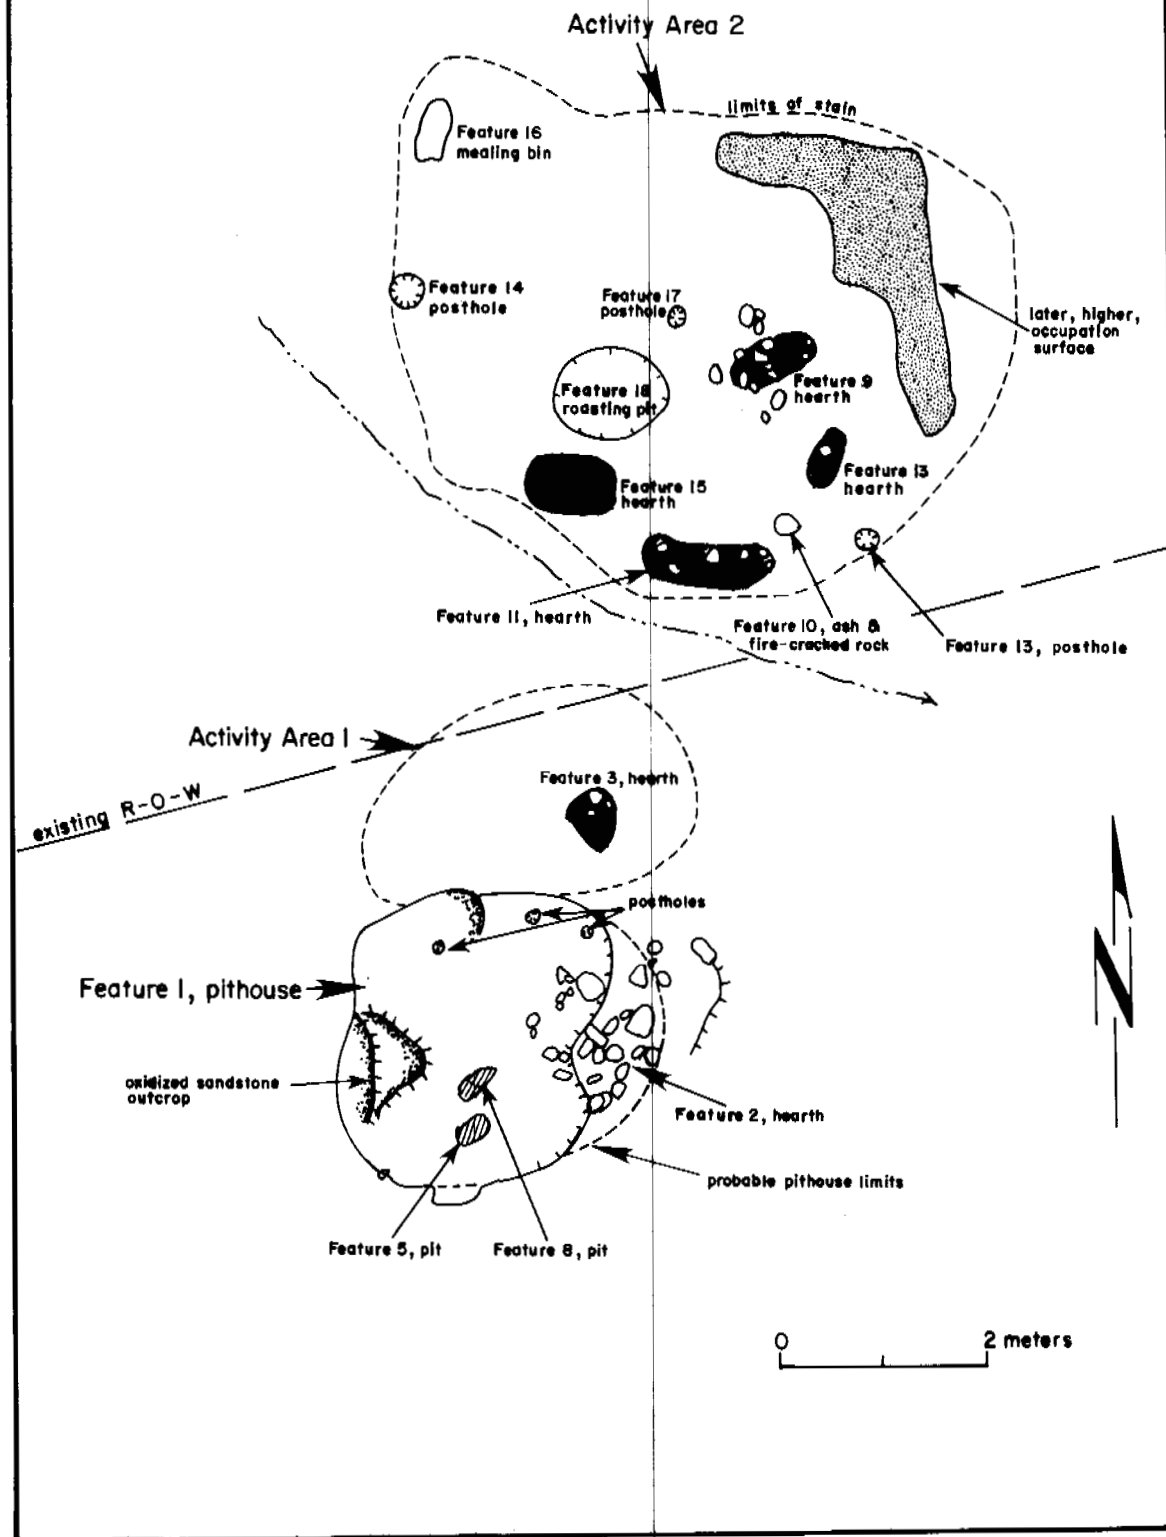 Activity Area 2
limits of stain
Feature 16
mealing bin
Feature 14
posthole
Feature 17
posthole
later, higher,
occupation
surface
Feature 18
roasting pit
Feature 9
hearth
Feature 15
hearth
Feature 13
hearth
Feature 11, hearth
Feature 10, ash &
fire-cracked rock
Feature 13, posthole
Activity Area 1
existing R-O-W
Feature 3, hearth
postholes
Feature 1, pithouse
N
oxidized sandstone
outcrop
Feature 2, hearth
probable pithouse limits
Feature 5, pit
Feature 8, pit
0
2 meters